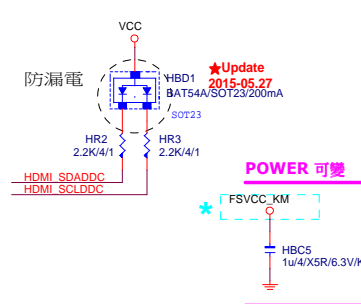 VCC
防漏電
HBD1
★Update
2015-05.27
BAT54A/SOT23/200mA
SOT23
HR2
2.2K/4/1
HR3
2.2K/4/1
HDMI_SDADDC
HDMI_SCLDDC
POWER 可變
FSVCC_KM
*
HBC5
1u/4/X5R/6.3V/K